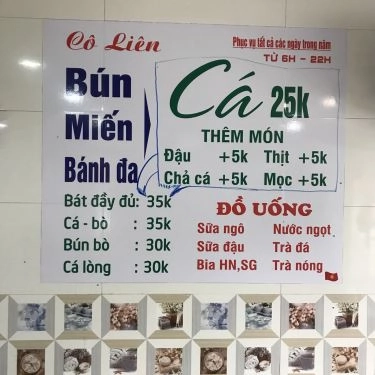 Cô Liên
Phục vụ tất cả các ngày trong năm
TỪ 6H - 22H
Bún
Miến
Bánh đa
Cá 25k
THÊM MÓN
Đậu +5k Thịt +5k
Chả cá +5k Mọc +5k
Bát đầy đủ: 35k
Cá - bò : 35k
Bún bò : 30k
Cá lòng : 30k
ĐỒ UỐNG
Sữa ngô Nước ngọt
Sữa đậu Trà đá
Bia HN,SG Trà nóng